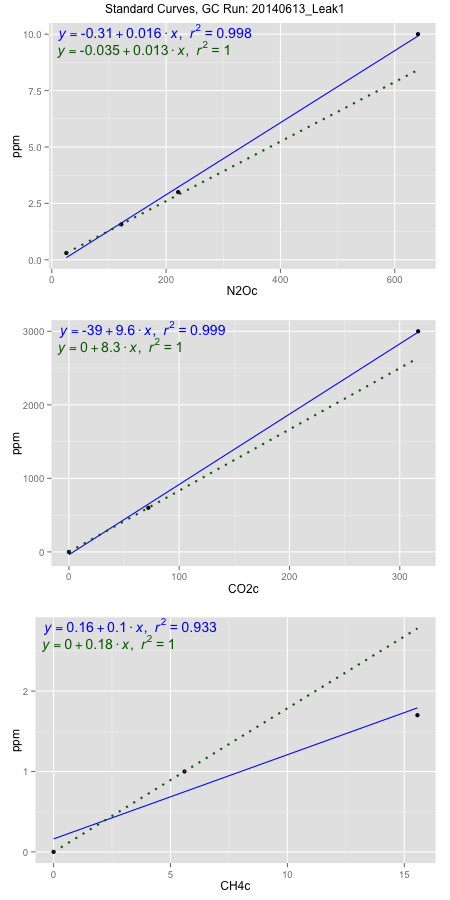 Standard Curves, GC Run: 20140613_Leak1
y = -0.31 + 0.016 · x, r² = 0.998
y = -0.035 + 0.013 · x, r² = 1
10.0
7.5
5.0
2.5
0.0
ppm
0 200 400 600
N2Oc
y = -39 + 9.6 · x, r² = 0.999
y = 0 + 8.3 · x, r² = 1
3000
2000
1000
0
ppm
0 100 200 300
CO2c
y = 0.16 + 0.1 · x, r² = 0.933
y = 0 + 0.18 · x, r² = 1
2
1
0
ppm
0 5 10 15
CH4c